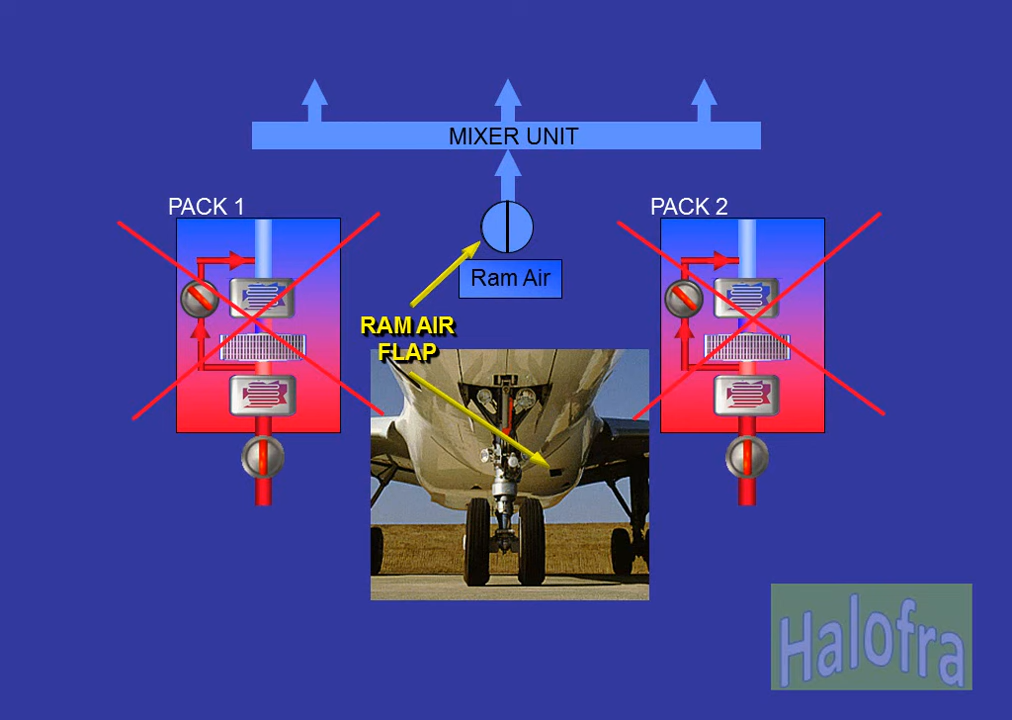 MIXER UNIT
PACK 1
PACK 2
Ram Air
RAM AIR
FLAP
Halofra